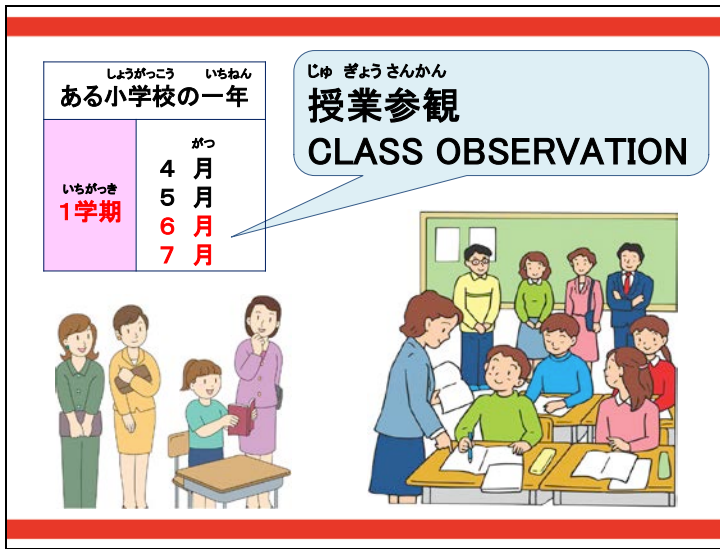 しょうがっこう いちねん
ある小学校の一年
いちがっき
1学期
がつ
4 月
5 月
6 月
7 月
じゅ ぎょう さんかん
授業参観
CLASS OBSERVATION